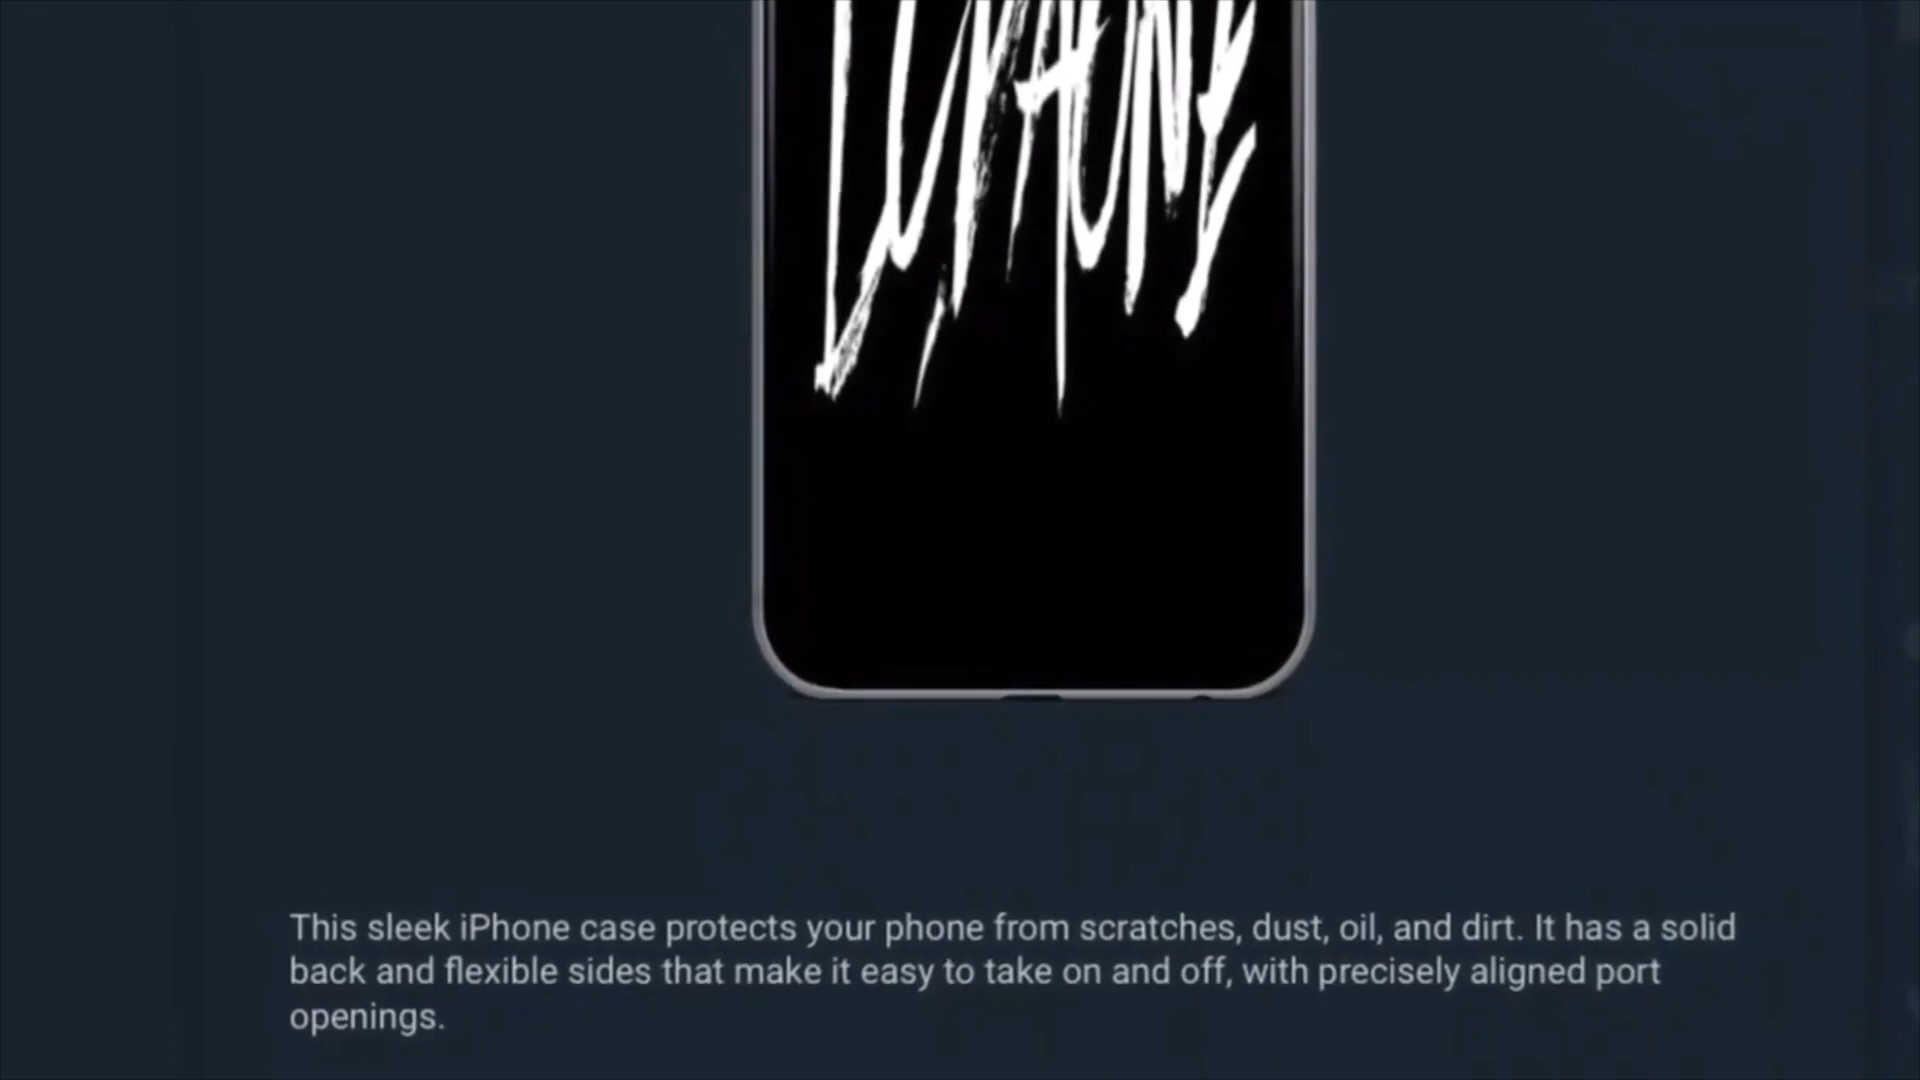 This sleek iPhone case protects your phone from scratches, dust, oil, and dirt. It has a solid
back and flexible sides that make it easy to take on and off, with precisely aligned port
openings.